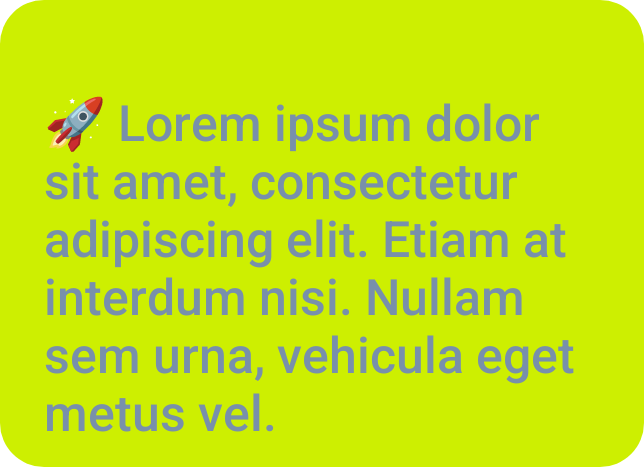 🚀 Lorem ipsum dolor
sit amet, consectetur
adipiscing elit. Etiam at
interdum nisi. Nullam
sem urna, vehicula eget
metus vel.